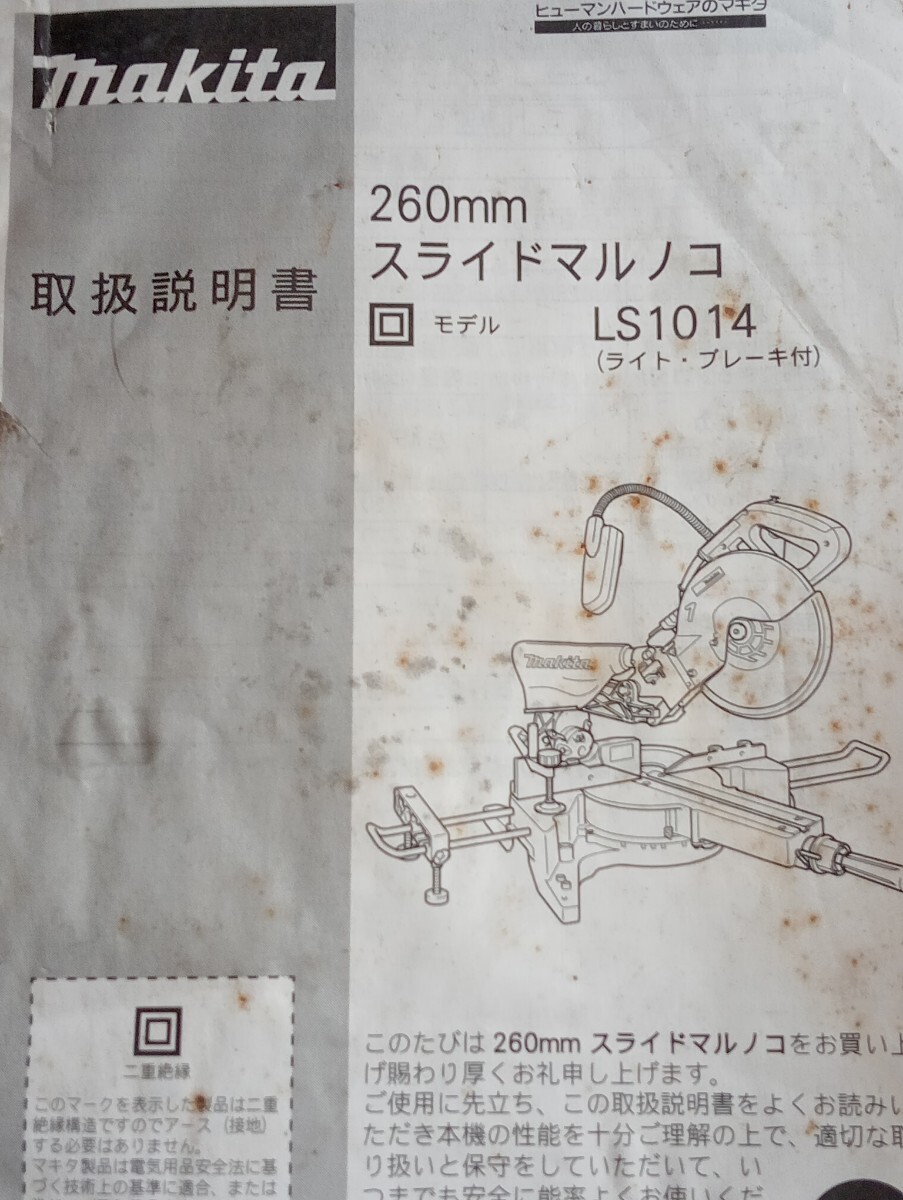 makita
ヒューマンハードウェアのマキタ
人の暮らしとすまいのために……
取扱説明書
260mm
スライドマルノコ
モデル LS1014
(ライト・ブレーキ付)
makita
1
二重絶縁
このマークを表示した製品は二重
絶縁構造ですのでアース(接地)
する必要はありません。
マキタ製品は電気用品安全法に基
づく技術上の基準に適合、または
このたびは 260mm スライドマルノコをお買い上
げ賜わり厚くお礼申し上げます。
ご使用に先立ち、この取扱説明書をよくお読みい
ただき本機の性能を十分ご理解の上で、適切な取
り扱いと保守をしていただいて、い
つまでも安全に能率よくお使いくだ